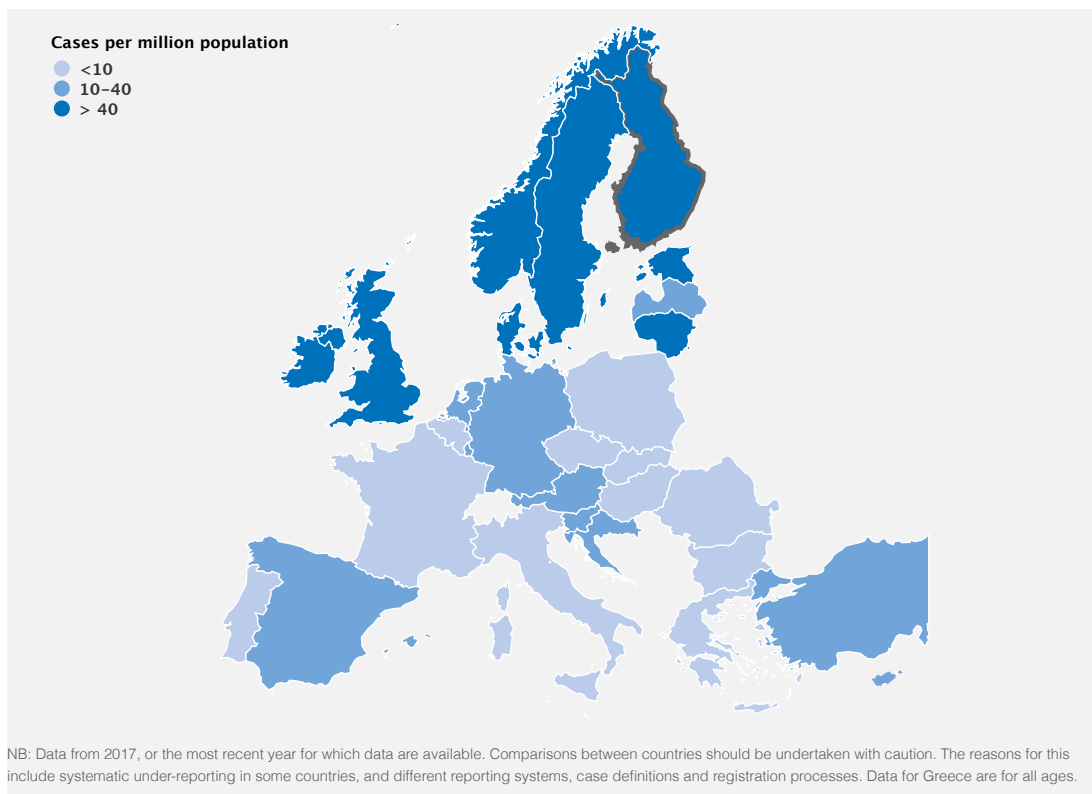 Cases per million population
<10
10–40
> 40
NB: Data from 2017, or the most recent year for which data are available. Comparisons between countries should be undertaken with caution. The reasons for this
include systematic under-reporting in some countries, and different reporting systems, case definitions and registration processes. Data for Greece are for all ages.